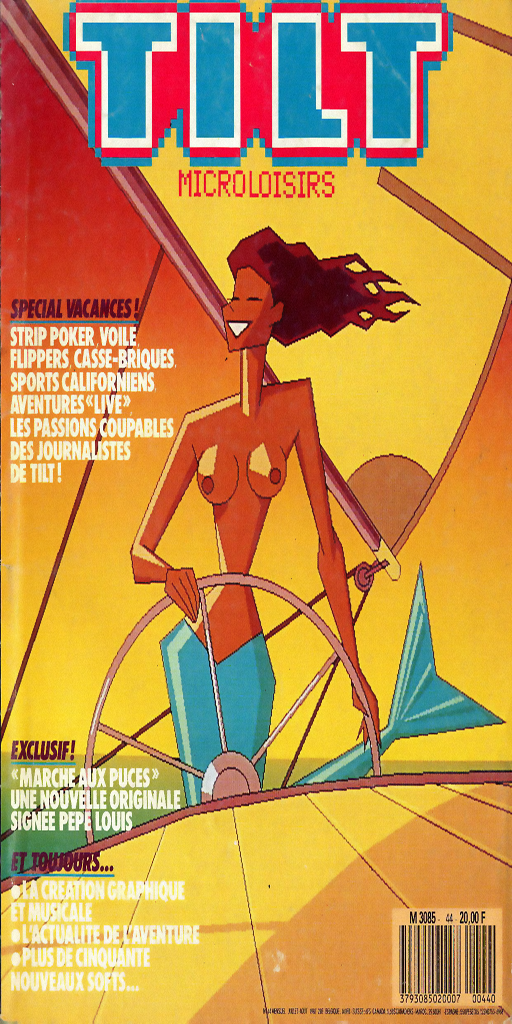 TILT
MICROLOISIRS
SPECIAL VACANCES !
STRIP POKER, VOILE,
FLIPPERS, CASSE-BRIQUES,
SPORTS CALIFORNIENS,
AVENTURES «LIVE»
LES PASSIONS COUPABLES
DES JOURNALISTES
DE TILT !
EXCLUSIF!
«MARCHE AUX PUCES»
UNE NOUVELLE ORIGINALE
SIGNEE PEPE LOUIS
ET TOUJOURS...
●LA CREATION GRAPHIQUE
ET MUSICALE
●L'ACTUALITE DE L'AVENTURE
●PLUS DE CINQUANTE
NOUVEAUX SOFTS...
M 3085 - 44 - 20,00 F
3793085020007 00440